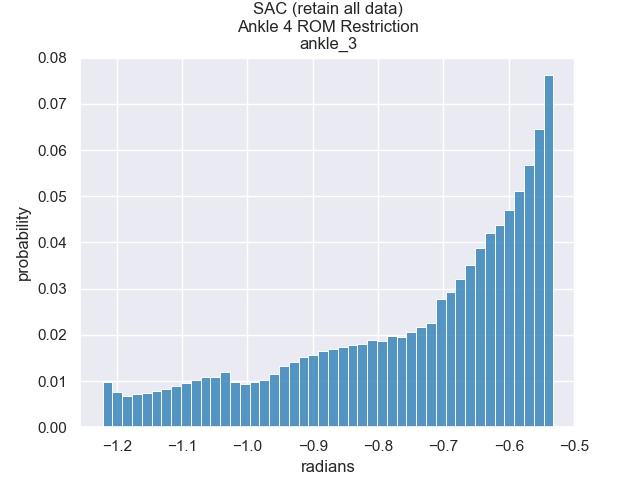 SAC (retain all data)
Ankle 4 ROM Restriction
ankle_3
0.08
0.07
0.06
0.05
0.04
0.03
0.02
0.01
0.00
probability
−1.2 −1.1 −1.0 −0.9 −0.8 −0.7 −0.6 −0.5
radians